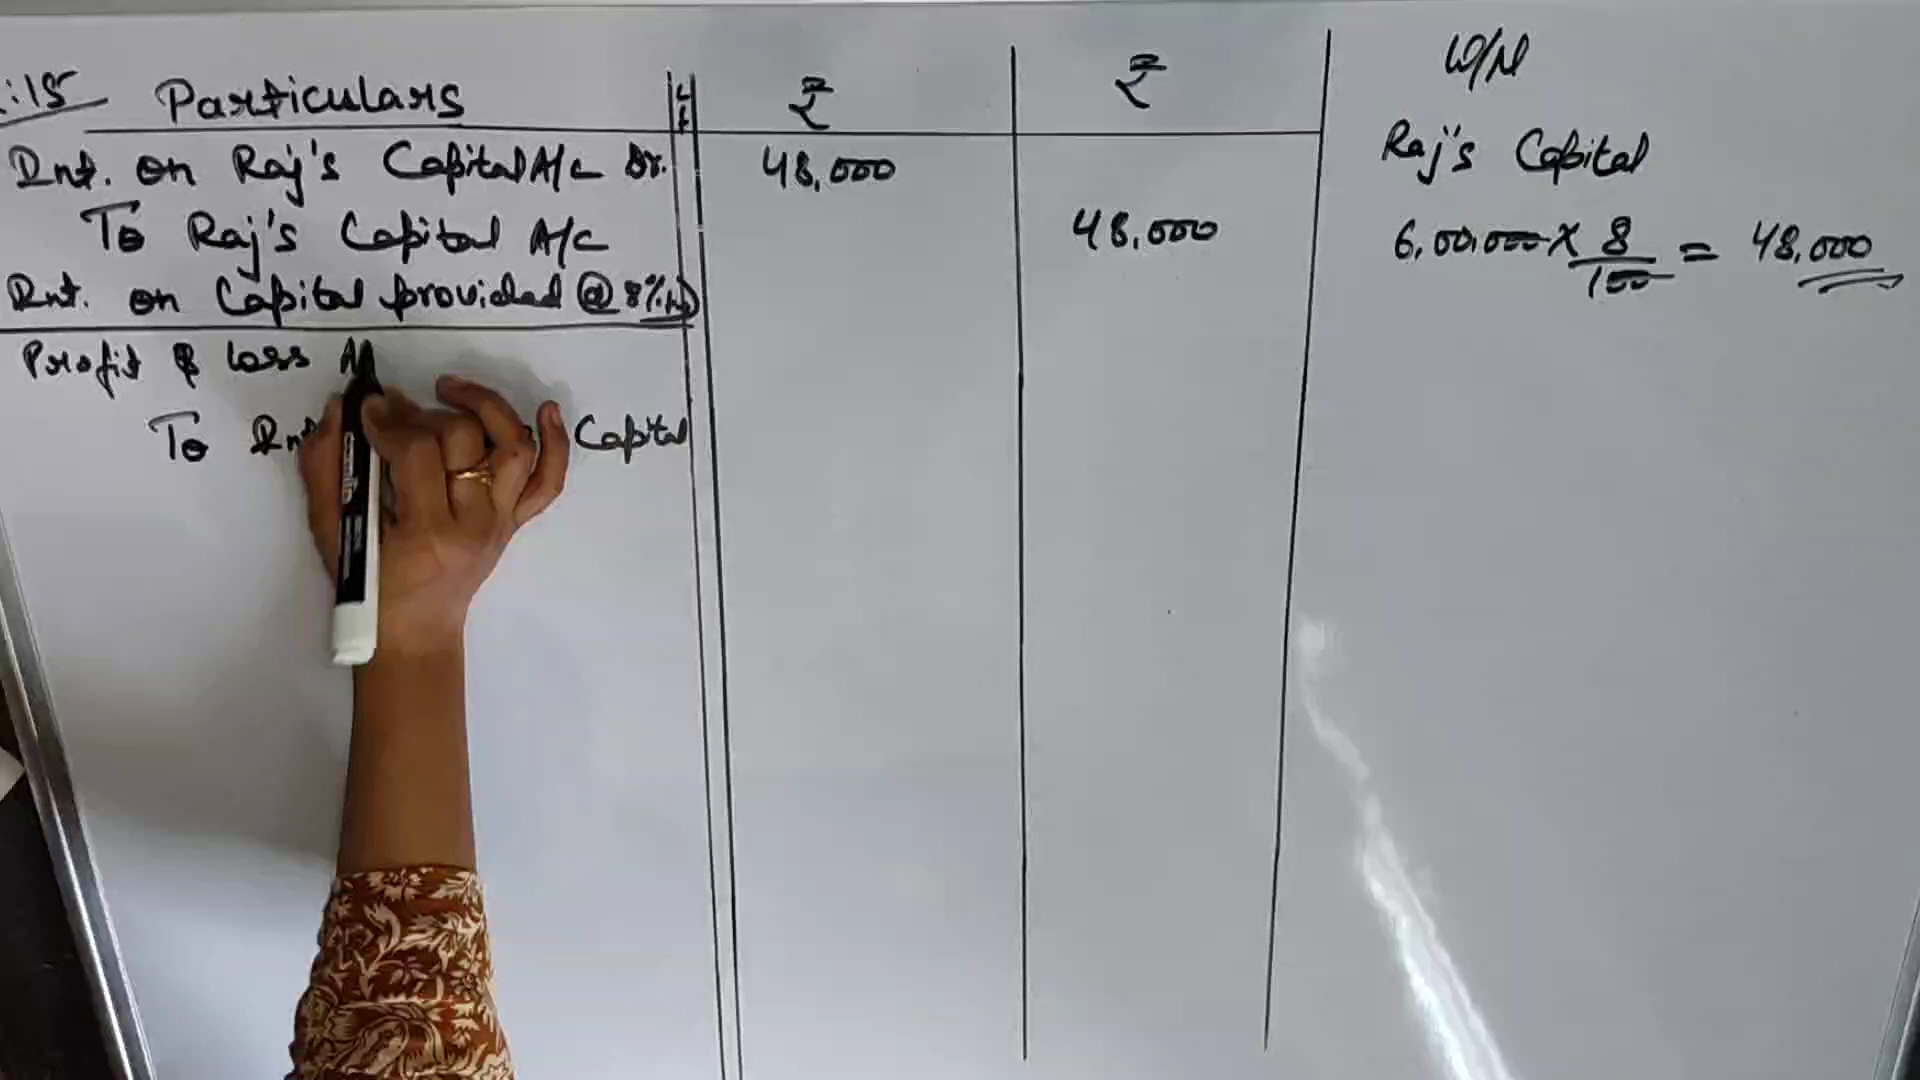 :15 Particulars L F ₹ ₹
Int. on Raj's Capital A/c Dr. 48,000
To Raj's Capital A/c 48,000
Int. on Capital provided @ 8%
Profit & Loss A
To Int Capital
W/N
Raj's Capital
6,00,000 x 8/100 = 48,000